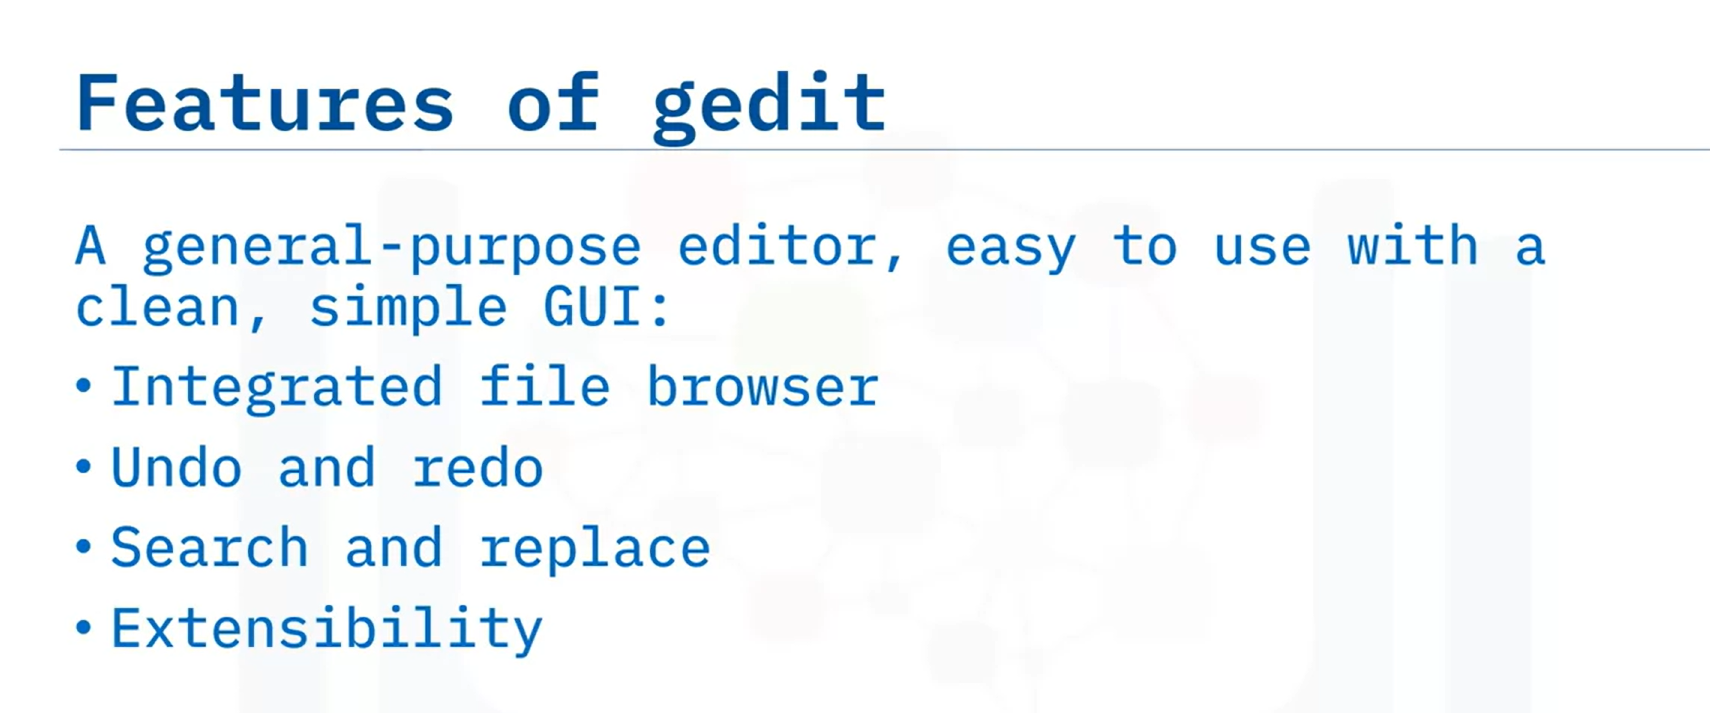 Features of gedit
A general-purpose editor, easy to use with a
clean, simple GUI:
• Integrated file browser
• Undo and redo
• Search and replace
• Extensibility